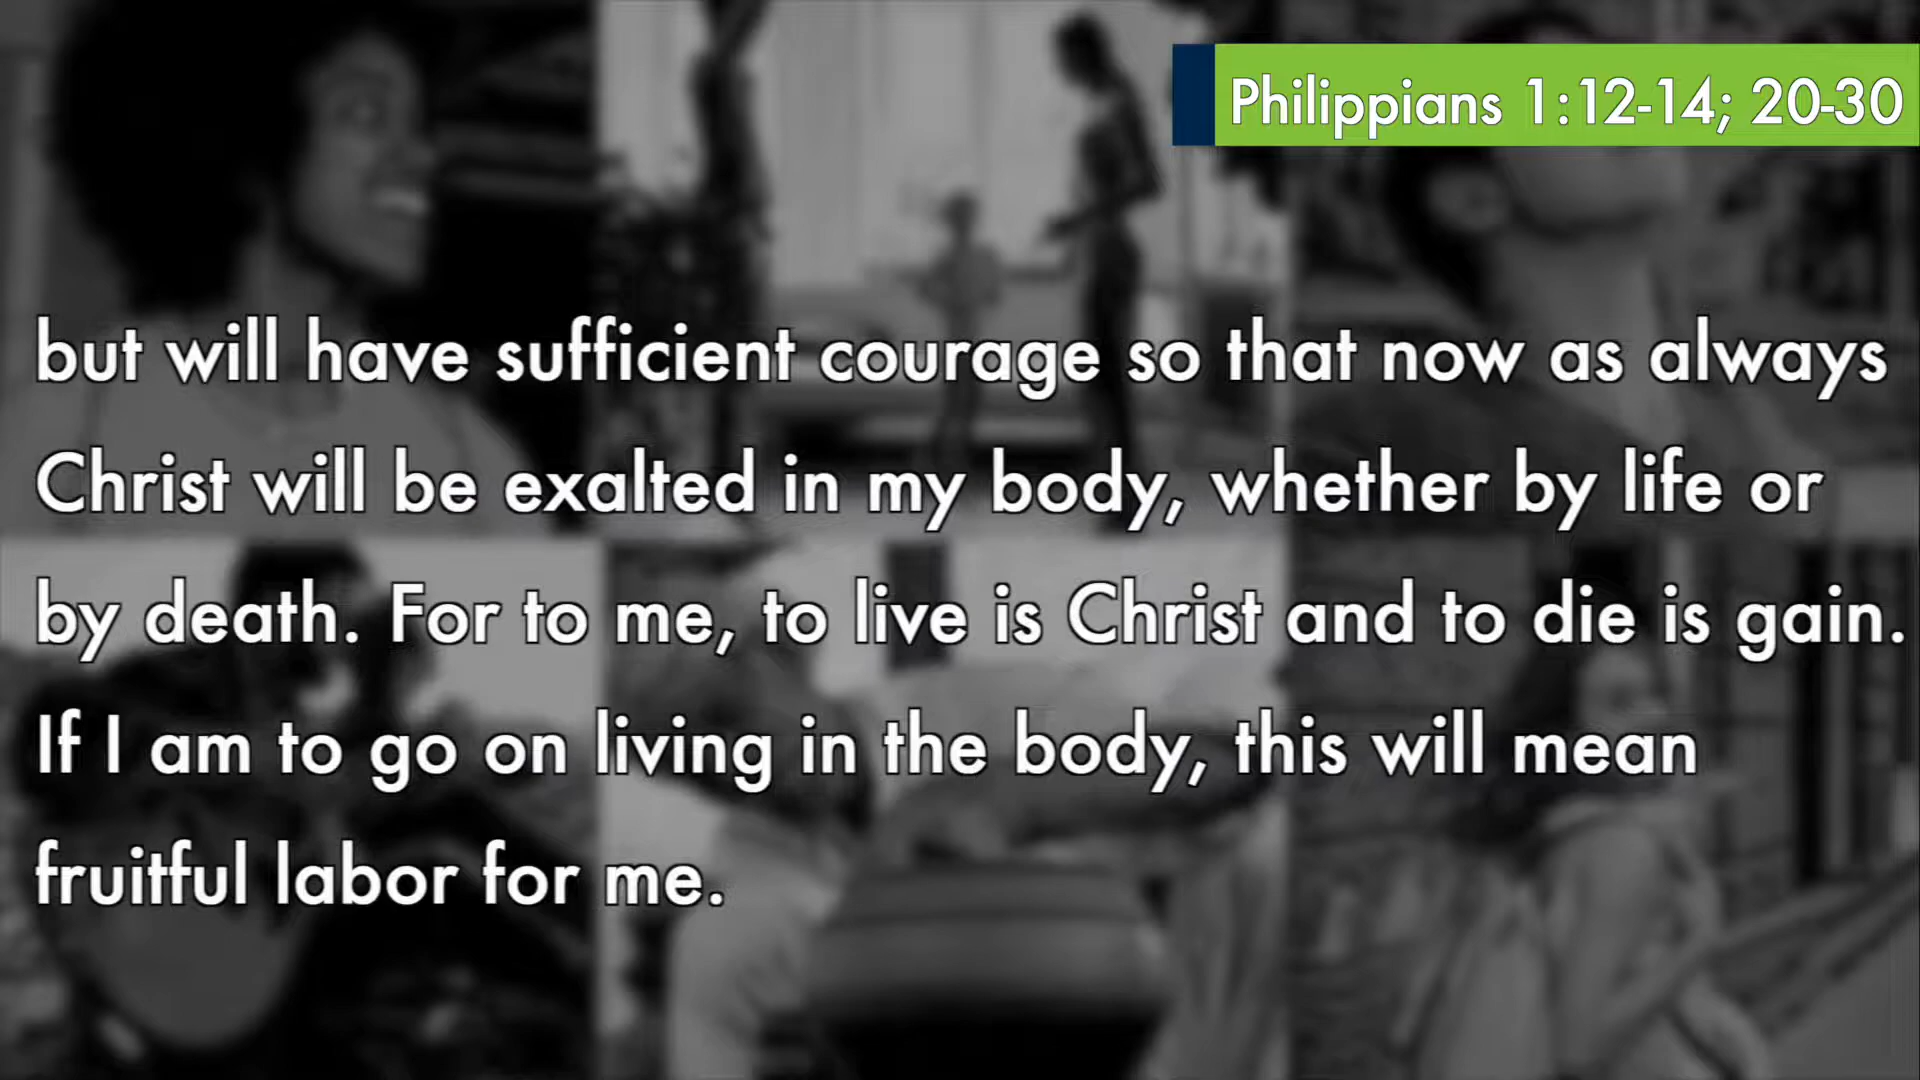 Philippians 1:12-14; 20-30
but will have sufficient courage so that now as always
Christ will be exalted in my body, whether by life or
by death. For to me, to live is Christ and to die is gain.
If I am to go on living in the body, this will mean
fruitful labor for me.